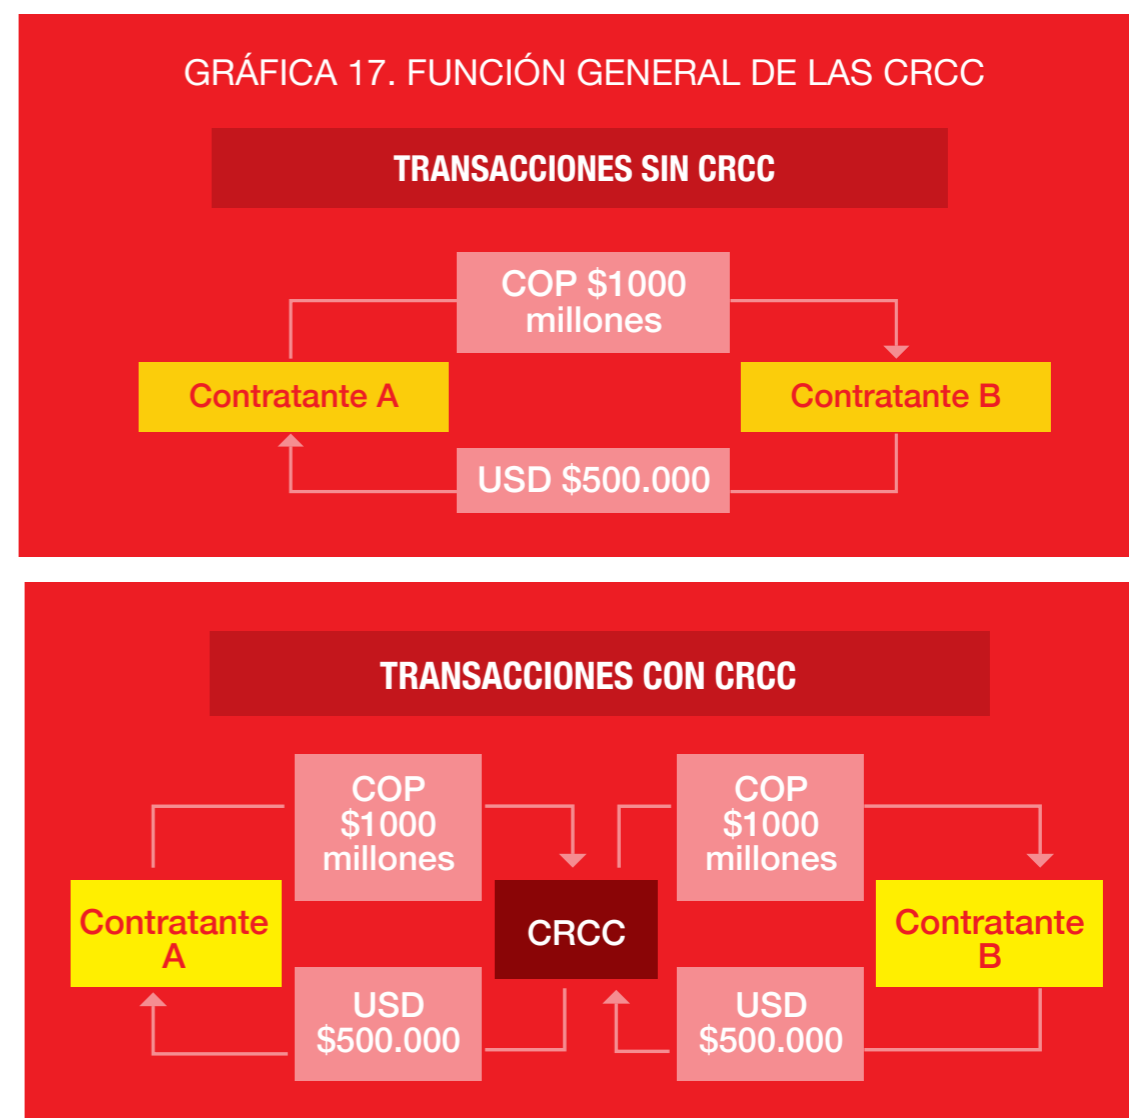 GRÁFICA 17. FUNCIÓN GENERAL DE LAS CRCC
TRANSACCIONES SIN CRCC
COP $1000
millones
Contratante A
Contratante B
USD $500.000
TRANSACCIONES CON CRCC
COP
$1000
millones
COP
$1000
millones
Contratante
A
CRCC
Contratante
B
USD
$500.000
USD
$500.000